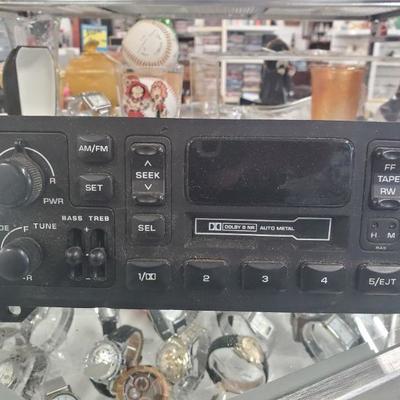 AM/FM
SEEK
SET
R
PWR
BASS TREB
SEL
F TUNE
R
FF
TAPE
RW
H M
DOLBY B NR AUTO METAL
1/
2
3
4
5/EJT